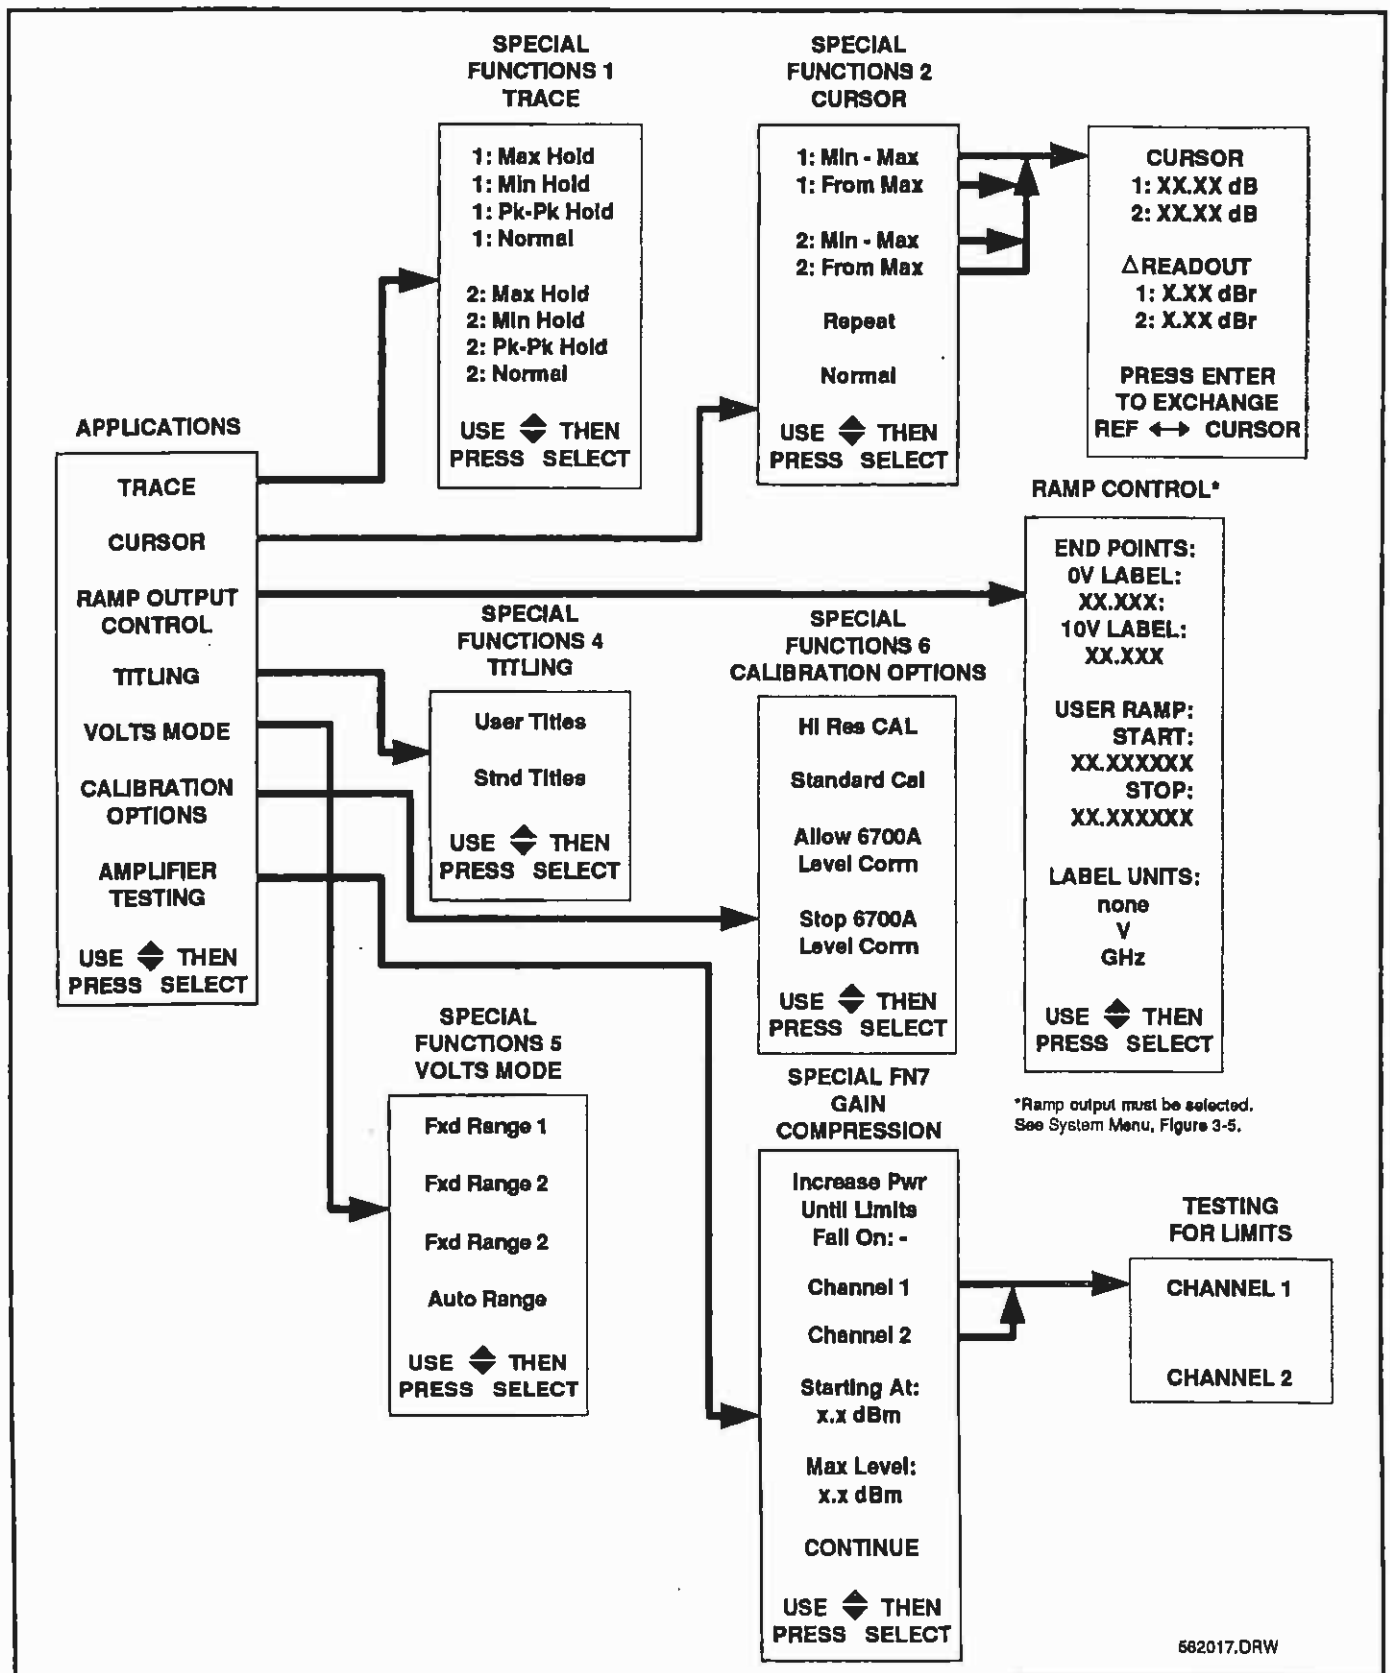 SPECIAL
FUNCTIONS 1
TRACE
1: Max Hold
1: Min Hold
1: Pk-Pk Hold
1: Normal
2: Max Hold
2: Min Hold
2: Pk-Pk Hold
2: Normal
USE THEN
PRESS SELECT
SPECIAL
FUNCTIONS 2
CURSOR
1: Min - Max
1: From Max
2: Min - Max
2: From Max
Repeat
Normal
USE THEN
PRESS SELECT
CURSOR
1: XX.XX dB
2: XX.XX dB
△ READOUT
1: X.XX dBr
2: X.XX dBr
PRESS ENTER
TO EXCHANGE
REF ↔ CURSOR
APPLICATIONS
TRACE
CURSOR
RAMP OUTPUT
CONTROL
TITLING
VOLTS MODE
CALIBRATION
OPTIONS
AMPLIFIER
TESTING
USE THEN
PRESS SELECT
RAMP CONTROL*
END POINTS:
0V LABEL:
XX.XXX:
10V LABEL:
XX.XXX
USER RAMP:
START:
XX.XXXXXX
STOP:
XX.XXXXXX
LABEL UNITS:
none
V
GHz
USE THEN
PRESS SELECT
*Ramp output must be selected.
See System Menu, Figure 3-5.
SPECIAL
FUNCTIONS 4
TITLING
User Titles
Stnd Titles
USE THEN
PRESS SELECT
SPECIAL
FUNCTIONS 6
CALIBRATION OPTIONS
Hi Res CAL
Standard Cal
Allow 6700A
Level Corrn
Stop 6700A
Level Corrn
USE THEN
PRESS SELECT
SPECIAL
FUNCTIONS 5
VOLTS MODE
Fxd Range 1
Fxd Range 2
Fxd Range 2
Auto Range
USE THEN
PRESS SELECT
SPECIAL FN7
GAIN
COMPRESSION
Increase Pwr
Until Limits
Fail On: -
Channel 1
Channel 2
Starting At:
x.x dBm
Max Level:
x.x dBm
CONTINUE
USE THEN
PRESS SELECT
TESTING
FOR LIMITS
CHANNEL 1
CHANNEL 2
562017.DRW